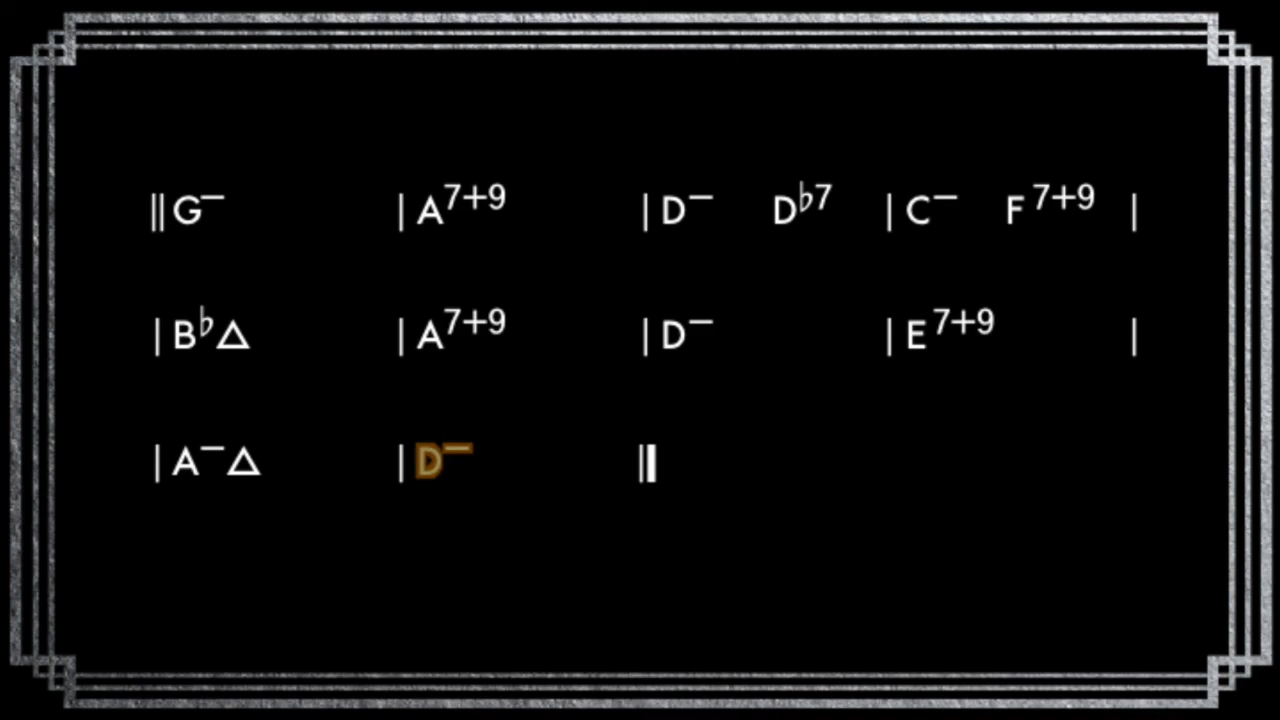 ‖ G– | A7+9 | D– D♭7 | C– F7+9 |
| B♭△ | A7+9 | D– | E7+9 |
| A–△ | D– ‖